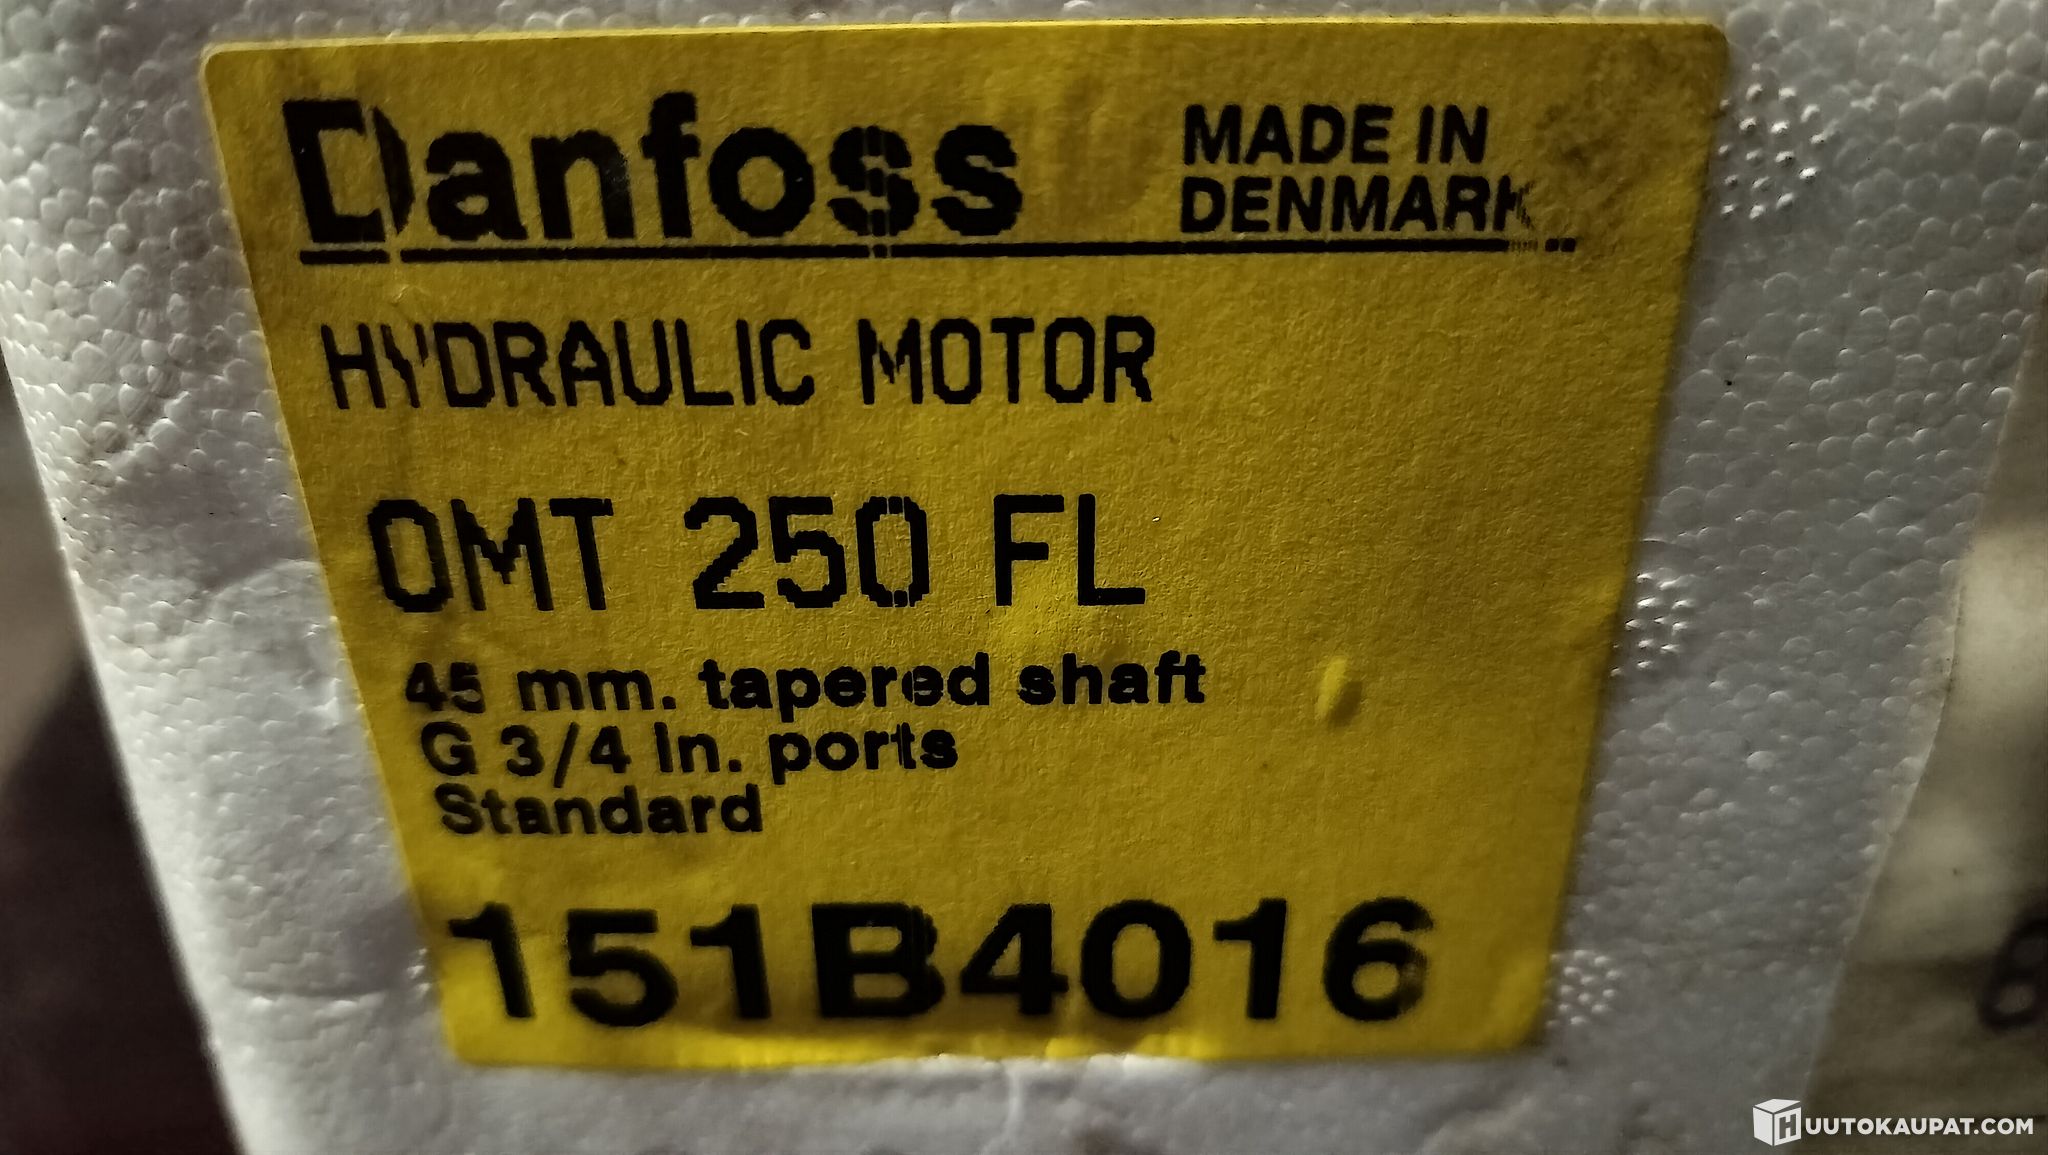 Danfoss
MADE IN
DENMARK
HYDRAULIC MOTOR
OMT 250 FL
45 mm. tapered shaft
G 3/4 in. ports
Standard
151B4016
8
HUUTOKAUPAT.COM